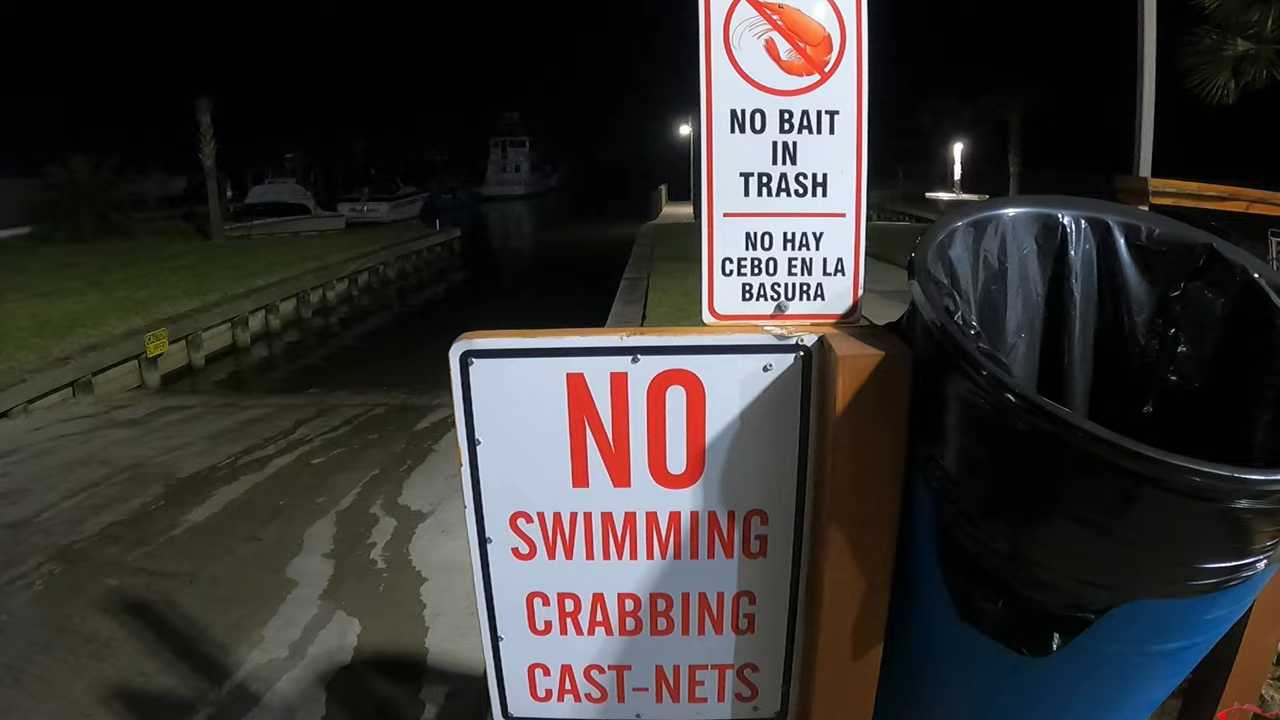 NO BAIT
IN
TRASH
NO HAY
CEBO EN LA
BASURA
NO
SWIMMING
CRABBING
CAST-NETS